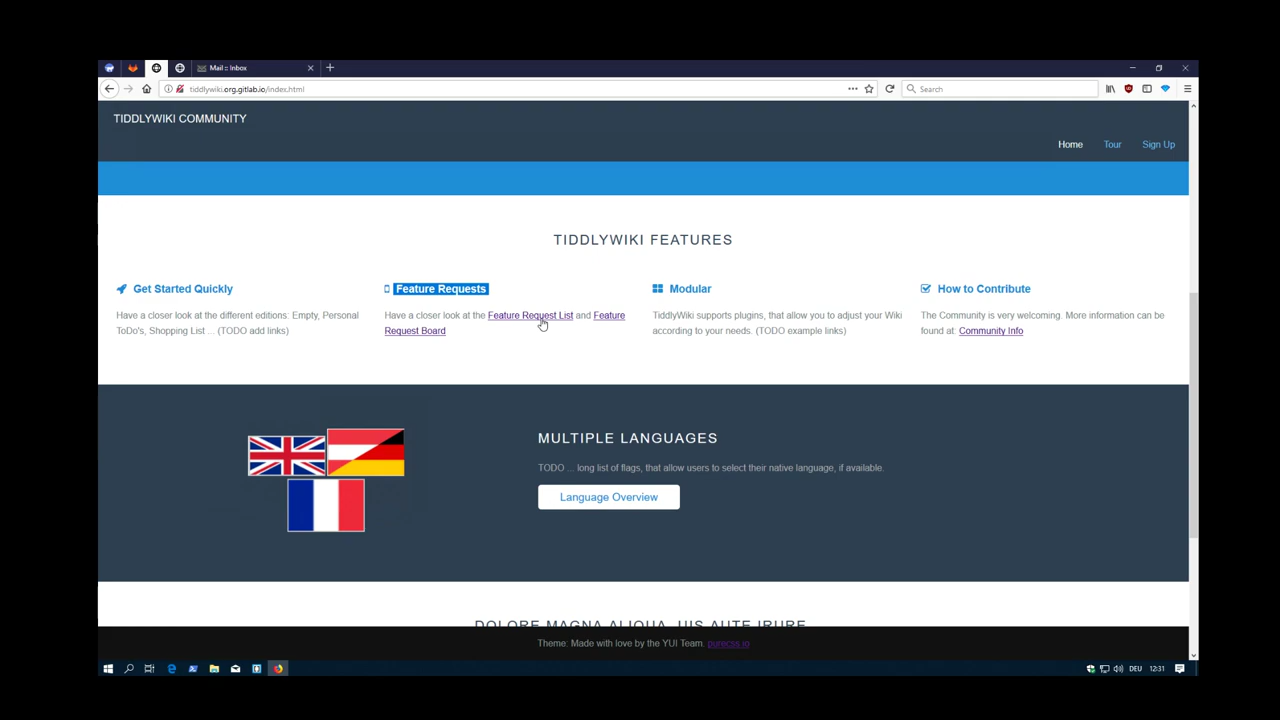 Mail :: Inbox
tiddlywiki.org.gitlab.io/index.html
Search
TIDDLYWIKI COMMUNITY
Home Tour Sign Up
TIDDLYWIKI FEATURES
Get Started Quickly
Have a closer look at the different editions: Empty, Personal
ToDo's, Shopping List ... (TODO add links)
Feature Requests
Have a closer look at the Feature Request List and Feature
Request Board
Modular
TiddlyWiki supports plugins, that allow you to adjust your Wiki
according to your needs. (TODO example links)
How to Contribute
The Community is very welcoming. More information can be
found at: Community Info
MULTIPLE LANGUAGES
TODO ... long list of flags, that allow users to select their native language, if available.
Language Overview
DOLORE MAGNA ALIQUA. UIS AUTE IRURE.
Theme: Made with love by the YUI Team. purecss.io
DEU 12:31